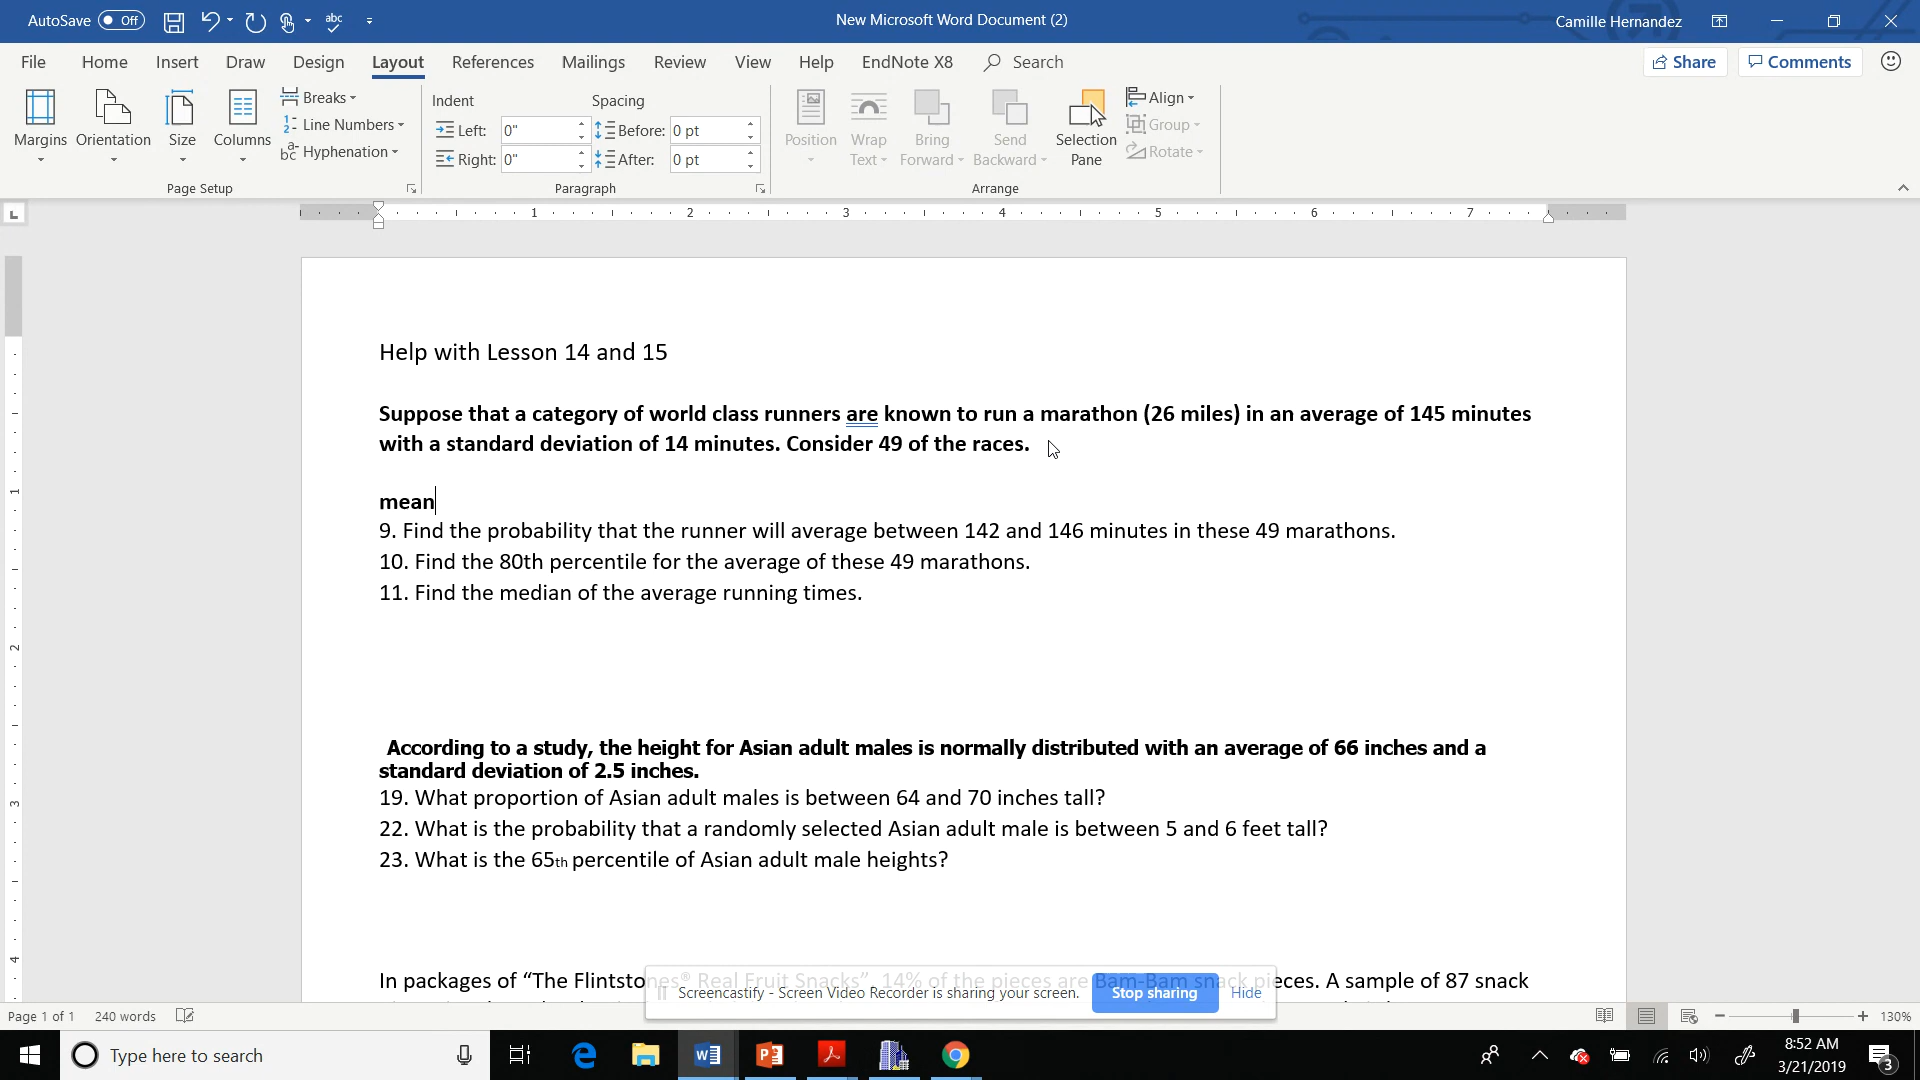 AutoSave Off abc New Microsoft Word Document (2) Camille Hernandez
File Home Insert Draw Design Layout References Mailings Review View Help EndNote X8 Search Share Comments
Margins Orientation Size Columns
Breaks
Line Numbers
Hyphenation
Page Setup
Indent Spacing
Left: 0" Before: 0 pt
Right: 0" After: 0 pt
Paragraph
Position Wrap Text Bring Forward Send Backward Selection Pane
Align
Group
Rotate
Arrange
L 1 2 3 4 5 6 7
Help with Lesson 14 and 15
Suppose that a category of world class runners are known to run a marathon (26 miles) in an average of 145 minutes
with a standard deviation of 14 minutes. Consider 49 of the races.
mean
9. Find the probability that the runner will average between 142 and 146 minutes in these 49 marathons.
10. Find the 80th percentile for the average of these 49 marathons.
11. Find the median of the average running times.
According to a study, the height for Asian adult males is normally distributed with an average of 66 inches and a
standard deviation of 2.5 inches.
19. What proportion of Asian adult males is between 64 and 70 inches tall?
22. What is the probability that a randomly selected Asian adult male is between 5 and 6 feet tall?
23. What is the 65th percentile of Asian adult male heights?
In packages of “The Flintstones® Real Fruit Snacks”, 14% of the pieces are Bam-Bam snack pieces. A sample of 87 snack
Screencastify - Screen Video Recorder is sharing your screen. Stop sharing Hide
1
2
3
4
Page 1 of 1 240 words 130%
Type here to search 8:52 AM
3/21/2019 3